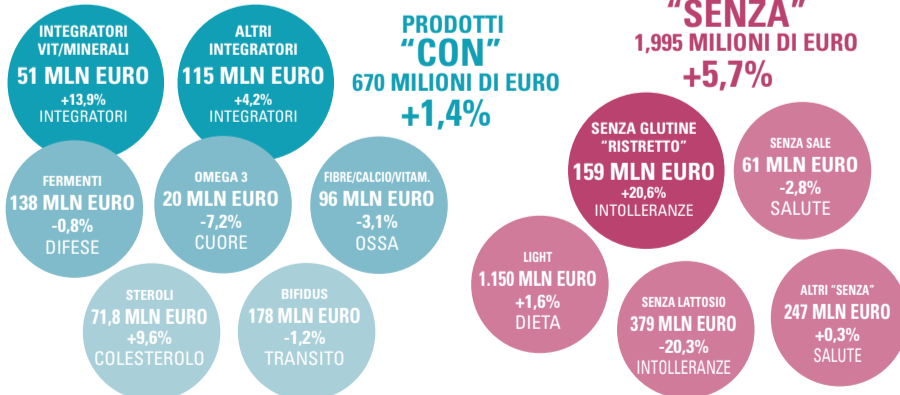 INTEGRATORI
VIT/MINERALI
51 MLN EURO
+13,9%
INTEGRATORI
ALTRI
INTEGRATORI
115 MLN EURO
+4,2%
INTEGRATORI
PRODOTTI
“CON”
670 MILIONI DI EURO
+1,4%
FERMENTI
138 MLN EURO
-0,8%
DIFESE
OMEGA 3
20 MLN EURO
-7,2%
CUORE
FIBRE/CALCIO/VITAM.
96 MLN EURO
-3,1%
OSSA
STEROLI
71,8 MLN EURO
+9,6%
COLESTEROLO
BIFIDUS
178 MLN EURO
-1,2%
TRANSITO
“SENZA”
1,995 MILIONI DI EURO
+5,7%
SENZA GLUTINE
“RISTRETTO”
159 MLN EURO
+20,6%
INTOLLERANZE
SENZA SALE
61 MLN EURO
-2,8%
SALUTE
LIGHT
1.150 MLN EURO
+1,6%
DIETA
SENZA LATTOSIO
379 MLN EURO
-20,3%
INTOLLERANZE
ALTRI “SENZA”
247 MLN EURO
+0,3%
SALUTE